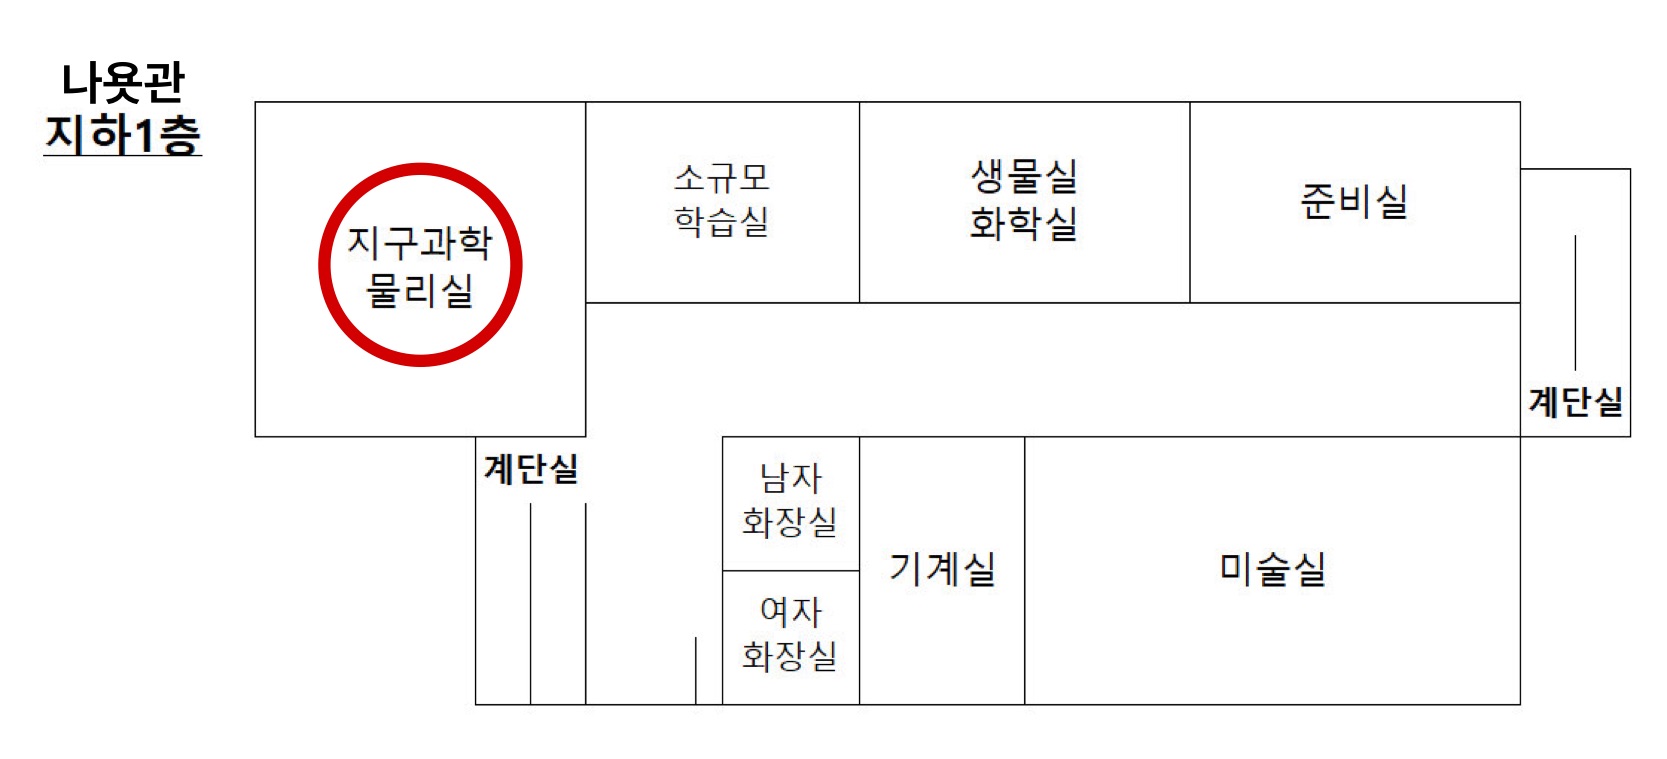 나욧관
지하1층
지구과학
물리실
소규모
학습실
생물실
화학실
준비실
계단실
계단실
남자
화장실
여자
화장실
기계실
미술실